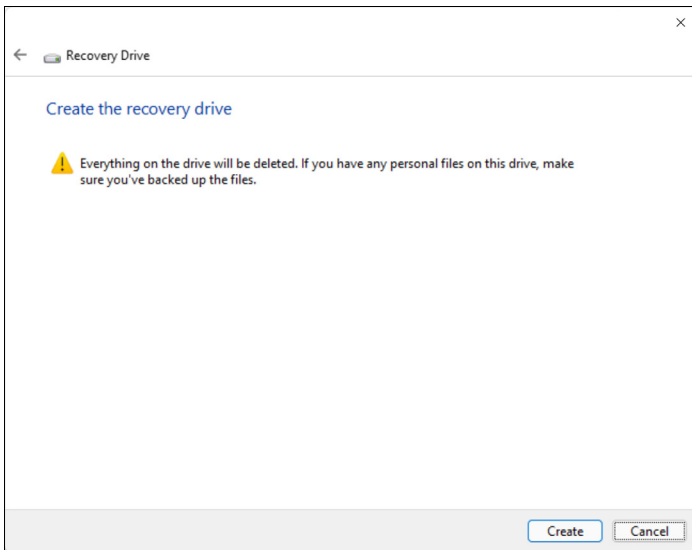 Recovery Drive
Create the recovery drive
Everything on the drive will be deleted. If you have any personal files on this drive, make
sure you've backed up the files.
Create
Cancel